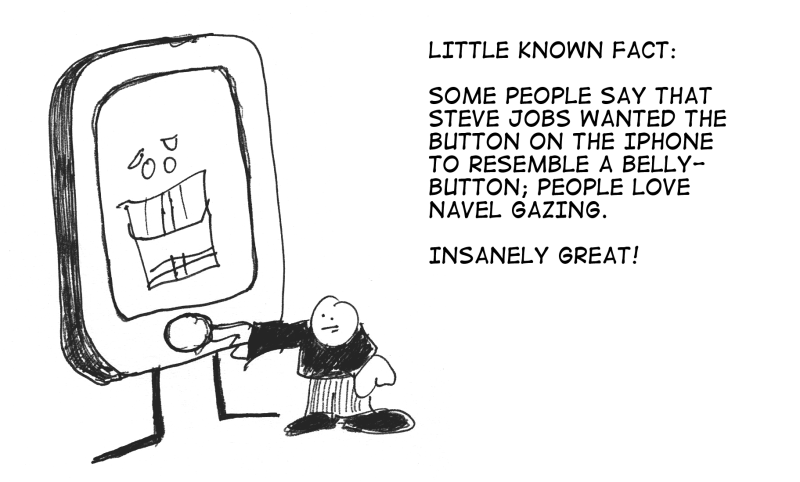 LITTLE KNOWN FACT:
SOME PEOPLE SAY THAT
STEVE JOBS WANTED THE
BUTTON ON THE IPHONE
TO RESEMBLE A BELLY-
BUTTON; PEOPLE LOVE
NAVEL GAZING.
INSANELY GREAT!